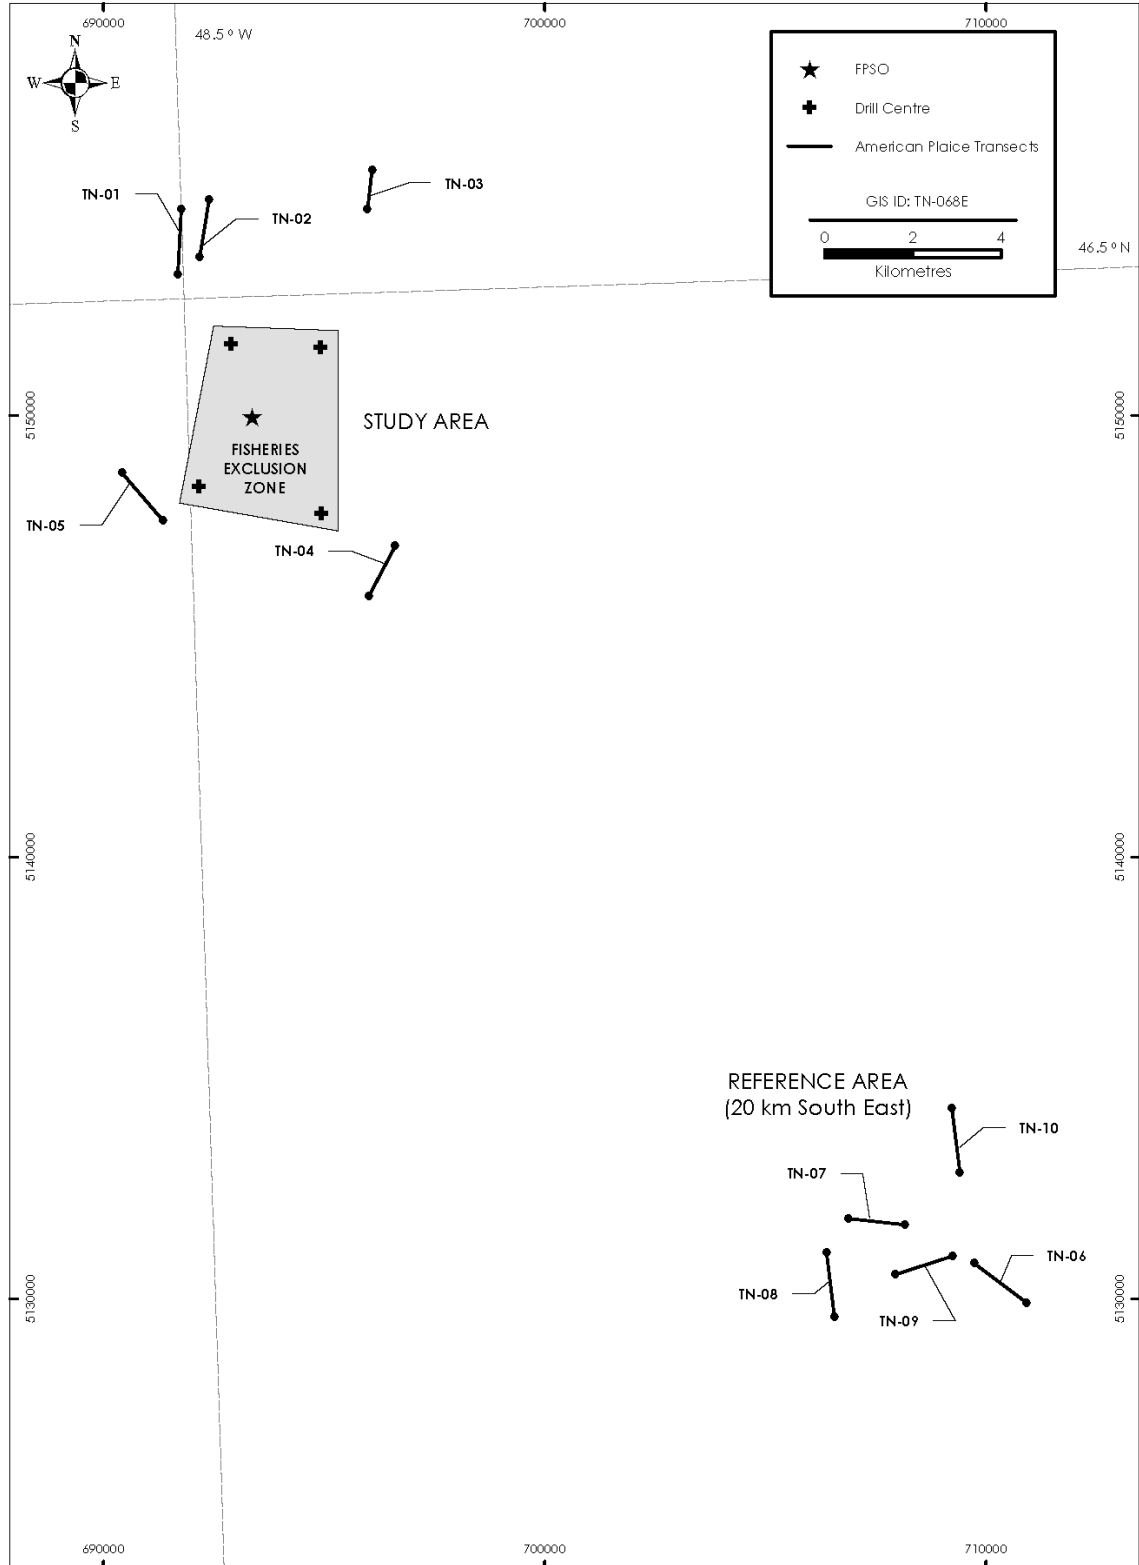 690000
700000
710000
48.5 º W
N
W
E
S
FPSO
Drill Centre
American Plaice Transects
GIS ID: TN-068E
0
2
4
Kilometres
TN-01
TN-02
TN-03
46.5 º N
5150000
5150000
STUDY AREA
FISHERIES
EXCLUSION
ZONE
TN-05
TN-04
5140000
5140000
REFERENCE AREA
(20 km South East)
TN-10
TN-07
TN-06
TN-08
TN-09
5130000
5130000
690000
700000
710000